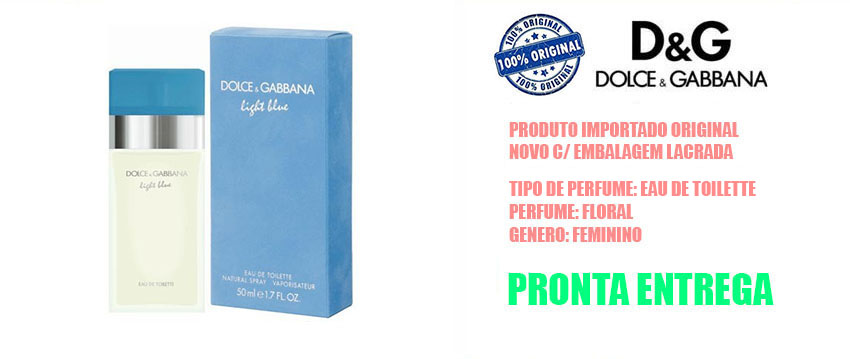 DOLCE & GABBANA
light blue
EAU DE TOILETTE
DOLCE & GABBANA
light blue
EAU DE TOILETTE
NATURAL SPRAY VAPORISATEUR
50 ml e 1.7 FL. OZ.
100% ORIGINAL
100% ORIGINAL
100% ORIGINAL
D&G
DOLCE & GABBANA
PRODUTO IMPORTADO ORIGINAL
NOVO C/ EMBALAGEM LACRADA
TIPO DE PERFUME: EAU DE TOILETTE
PERFUME: FLORAL
GENERO: FEMININO
PRONTA ENTREGA